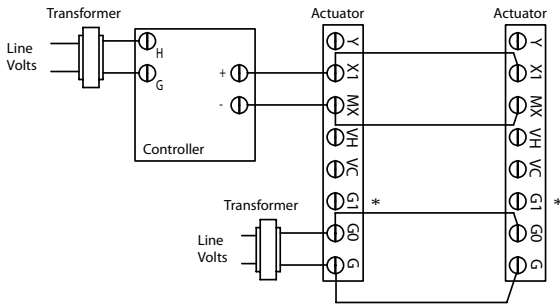 Transformer
Line
Volts
H
G
+
-
Controller
Actuator
Y
X1
MX
VH
VC
G1 *
G0
G
Actuator
Y
X1
MX
VH
VC
G1 *
G0
G
Transformer
Line
Volts